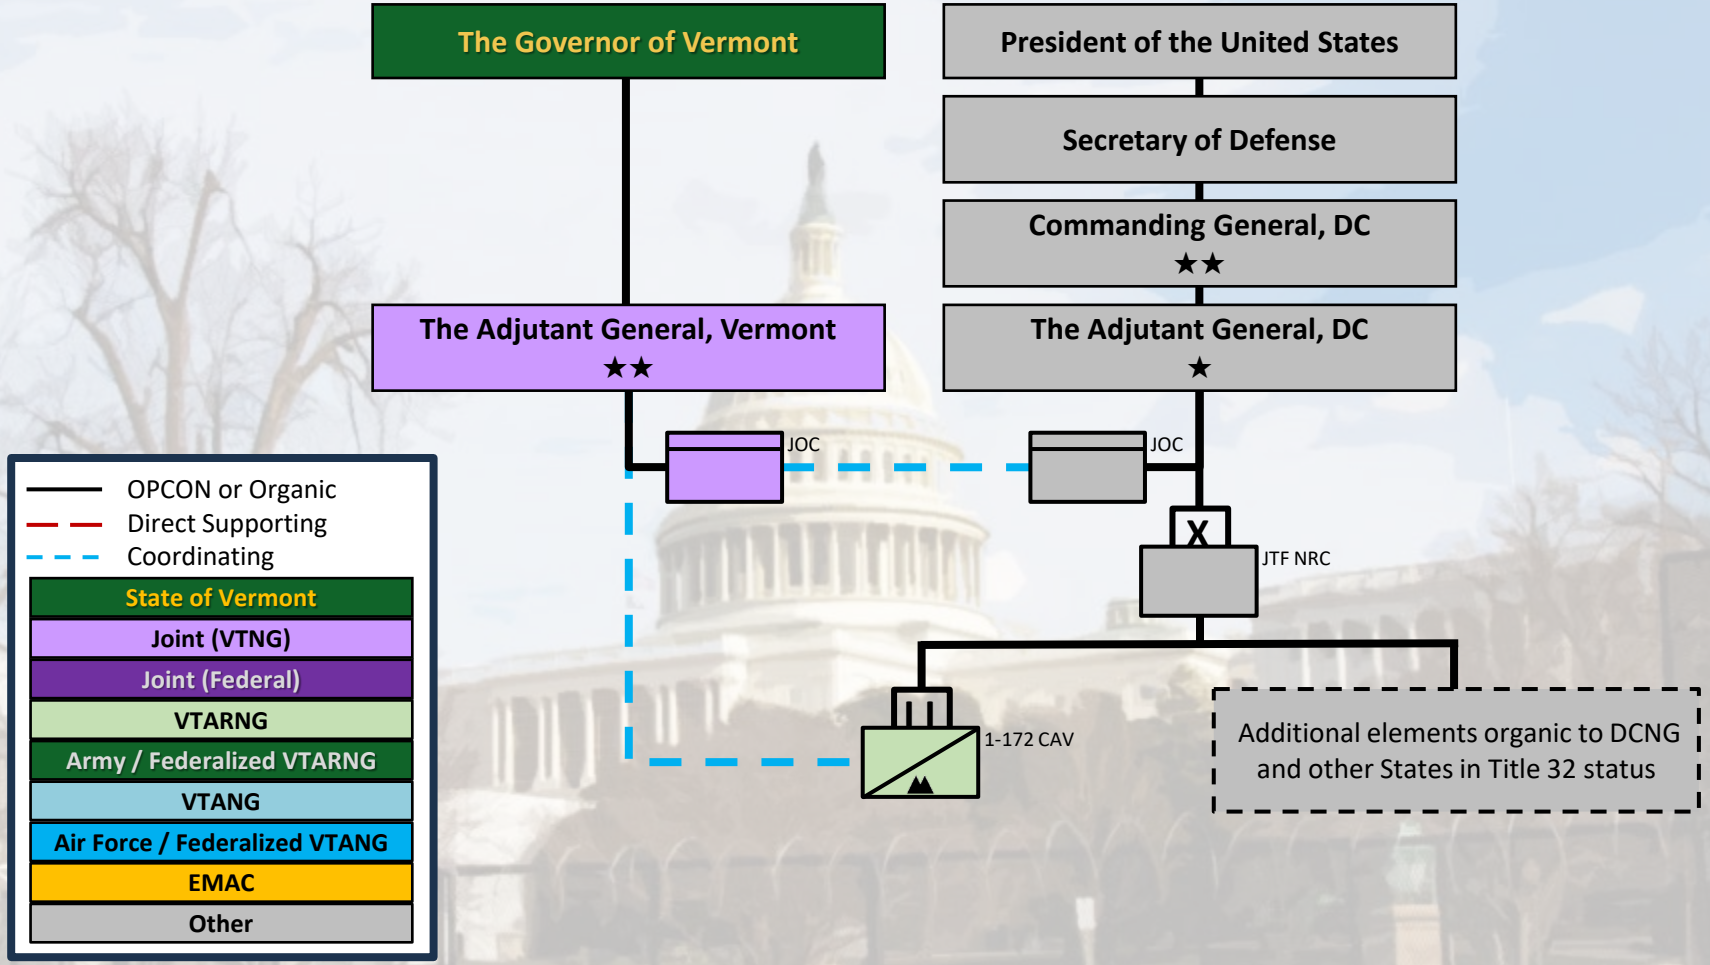 The Governor of Vermont
President of the United States
Secretary of Defense
Commanding General, DC
★★
The Adjutant General, Vermont
★★
The Adjutant General, DC
★
JOC
JOC
X
JTF NRC
1-172 CAV
Additional elements organic to DCNG
and other States in Title 32 status
OPCON or Organic
Direct Supporting
Coordinating
State of Vermont
Joint (VTNG)
Joint (Federal)
VTARNG
Army / Federalized VTARNG
VTANG
Air Force / Federalized VTANG
EMAC
Other